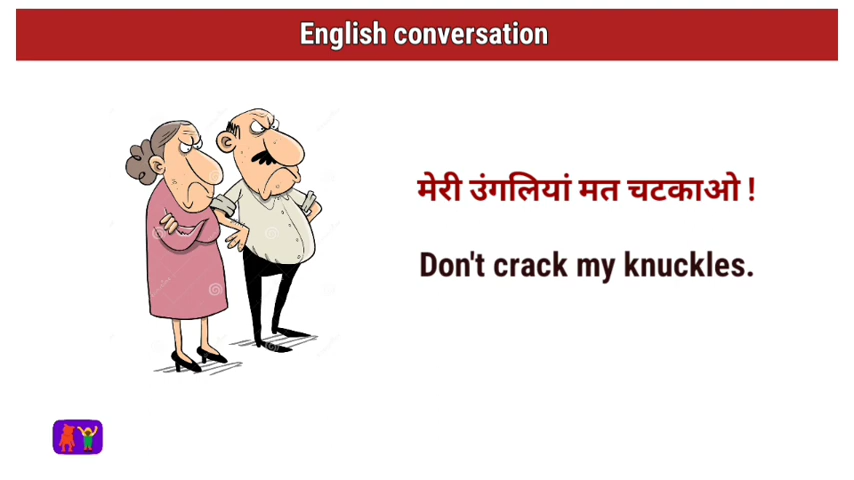 English conversation
मेरी उंगलियां मत चटकाओ !
Don't crack my knuckles.